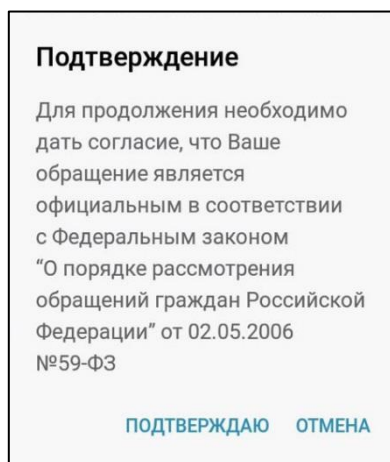 Подтверждение
Для продолжения необходимо
дать согласие, что Ваше
обращение является
официальным в соответствии
с Федеральным законом
“О порядке рассмотрения
обращений граждан Российской
Федерации” от 02.05.2006
№59-ФЗ
ПОДТВЕРЖДАЮ ОТМЕНА